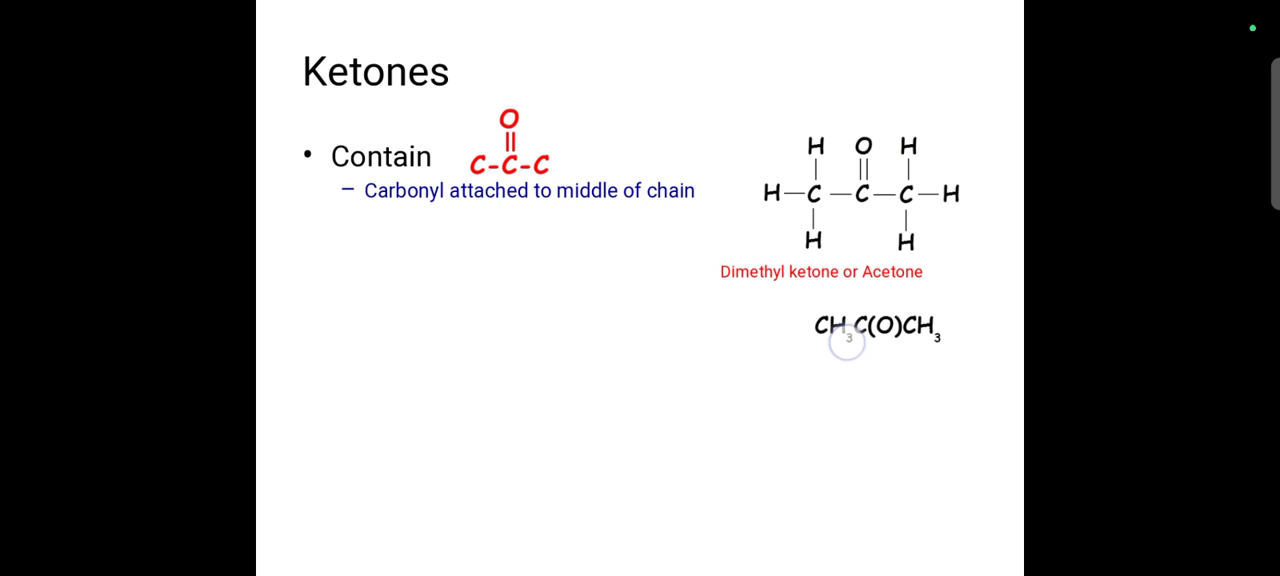 Ketones
O
||
• Contain C-C-C
– Carbonyl attached to middle of chain
H O H
| || |
H—C—C—C—H
| |
H H
Dimethyl ketone or Acetone
CH3C(O)CH3